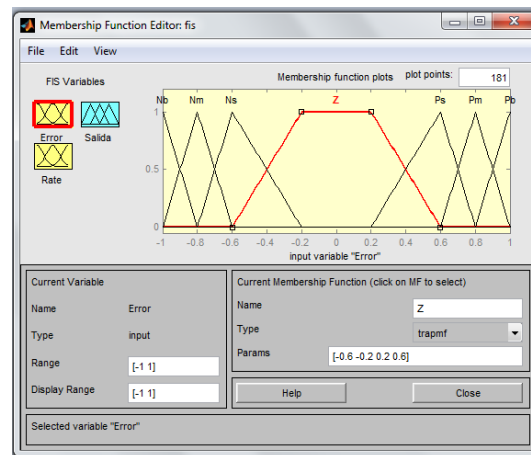 Membership Function Editor: fis
File Edit View
FIS Variables
Error
Salida
Rate
Membership function plots plot points: 181
Nb Nm Ns Z Ps Pm Pb
1
0.5
0
-1 -0.8 -0.6 -0.4 -0.2 0 0.2 0.4 0.6 0.8 1
input variable "Error"
Current Variable
Name Error
Type input
Range [-1 1]
Display Range [-1 1]
Current Membership Function (click on MF to select)
Name Z
Type trapmf
Params [-0.6 -0.2 0.2 0.6]
Help Close
Selected variable "Error"